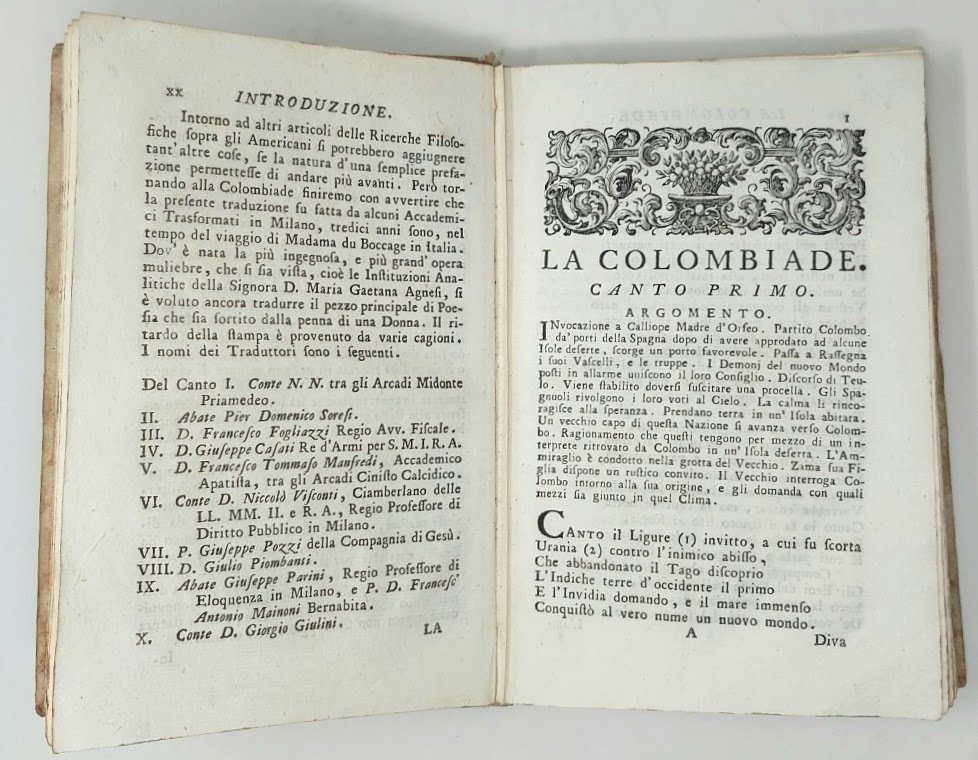 xx INTRODUZIONE.
Intorno ad altri articoli delle Ricerche Filoso-
fiche sopra gli Americani si potrebbero aggiugnere
tant'altre cose, se la natura d'una semplice prefa-
zione permettesse di andare più avanti. Però tor-
nando alla Colombiade finiremo con avvertire che
la presente traduzione fu fatta da alcuni Accademi-
ci Trasformati in Milano, tredici anni sono, nel
tempo del viaggio di Madama du Boccage in Italia.
Dov' è nata la più ingegnosa, e più grand' opera
muliebre, che si sia vista, cioè le Instituzioni Ana-
litiche della Signora D. Maria Gaetana Agnesi, si
è voluto ancora tradurre il pezzo principale di Poe-
sia che sia sortito dalla penna di una Donna. Il ri-
tardo della stampa è provenuto da varie cagioni.
I nomi dei Traduttori sono i seguenti.
Del Canto I. Conte N. N. tra gli Arcadi Midonte
Priamedeo.
II. Abate Pier Domenico Soresi.
III. D. Francesco Fogliazzi Regio Avv. Fiscale.
IV. D. Giuseppe Casati Re d'Armi per S. M. I. R. A.
V. D. Francesco Tommaso Manfredi, Accademico
Apatista, tra gli Arcadi Cinisto Calcidico.
VI. Conte D. Niccolò Visconti, Ciamberlano delle
LL. MM. II. e R. A., Regio Professore di
Diritto Pubblico in Milano.
VII. P. Giuseppe Pozzi della Compagnia di Gesù.
VIII. D. Giulio Piombanti.
IX. Abate Giuseppe Parini, Regio Professore di
Eloquenza in Milano, e P. D. Francesc'
Antonio Mainoni Bernabita.
X. Conte D. Giorgio Giulini.
LA
1
LA COLOMBIADE.
CANTO PRIMO.
ARGOMENTO.
INvocazione a Calliope Madre d'Orfeo. Partito Colombo
da' porti della Spagna dopo di avere approdato ad alcune
Isole deserte, scorge un porto favorevole. Passa a Rassegna
i suoi Vascelli, e le truppe. I Demonj del nuovo Mondo
posti in allarme uniscono il loro Consiglio. Discorso di Teu-
lo. Viene stabilito doversi suscitare una procella. Gli Spa-
gnuoli rivolgono i loro voti al Cielo. La calma li rinco-
ragisce alla speranza. Prendano terra in un' Isola abitata.
Un vecchio capo di questa Nazione si avanza verso Colom-
bo. Ragionamento che questi tengono per mezzo di un in-
terprete ritrovato da Colombo in un' Isola deserta. L'Am-
miraglio è condotto nella grotta del Vecchio. Zama sua Fi-
glia dispone un rustico convito. Il Vecchio interroga Co-
lombo intorno alla sua origine, e gli domanda con quali
mezzi sia giunto in quel Clima.
CANTO il Ligure (1) invitto, a cui fu scorta
Urania (2) contro l'inimico abisso,
Che abbandonato il Tago discoprio
L'Indiche terre d'occidente il primo
E l'Invidia domando, e il mare immenso
Conquistò al vero nume un nuovo mondo.
A
Diva